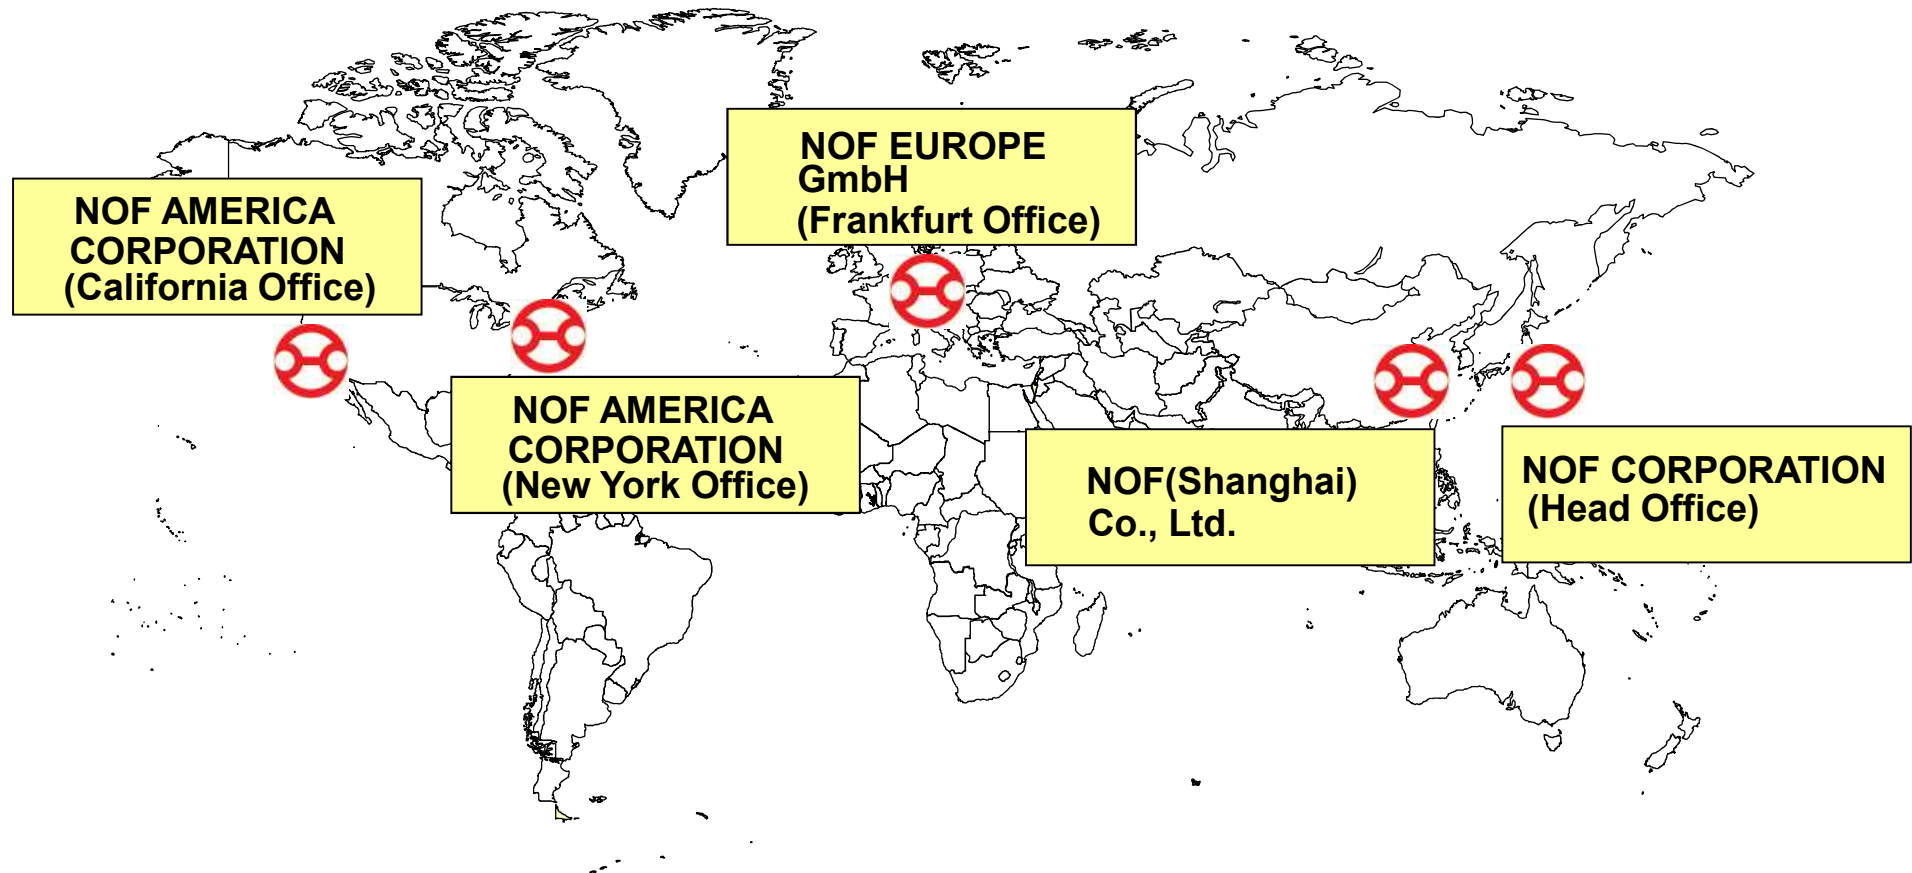 NOF EUROPE
GmbH
(Frankfurt Office)
NOF AMERICA
CORPORATION
(California Office)
NOF AMERICA
CORPORATION
(New York Office)
NOF(Shanghai)
Co., Ltd.
NOF CORPORATION
(Head Office)